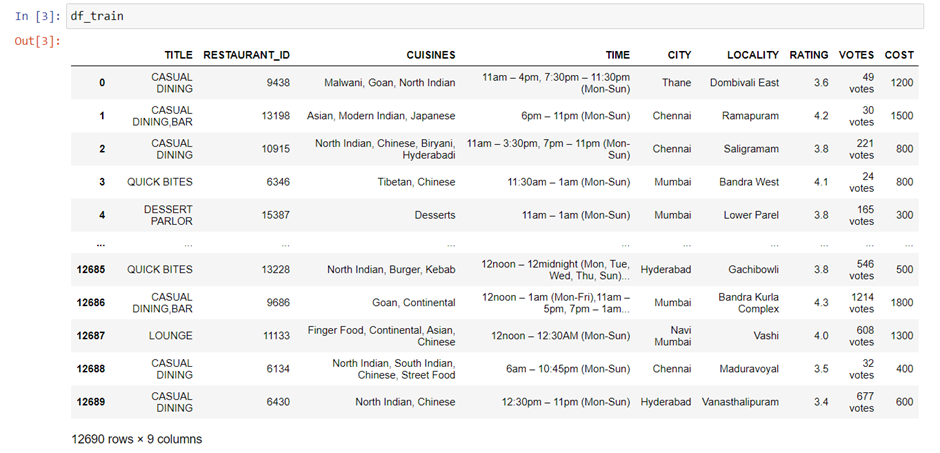 In [3]: df_train
Out[3]:
TITLE RESTAURANT_ID CUISINES TIME CITY LOCALITY RATING VOTES COST
0 CASUAL DINING 9438 Malwani, Goan, North Indian 11am – 4pm, 7:30pm – 11:30pm (Mon-Sun) Thane Dombivali East 3.6 49 votes 1200
1 CASUAL DINING,BAR 13198 Asian, Modern Indian, Japanese 6pm – 11pm (Mon-Sun) Chennai Ramapuram 4.2 30 votes 1500
2 CASUAL DINING 10915 North Indian, Chinese, Biryani, Hyderabadi 11am – 3:30pm, 7pm – 11pm (Mon-Sun) Chennai Saligramam 3.8 221 votes 800
3 QUICK BITES 6346 Tibetan, Chinese 11:30am – 1am (Mon-Sun) Mumbai Bandra West 4.1 24 votes 800
4 DESSERT PARLOR 15387 Desserts 11am – 1am (Mon-Sun) Mumbai Lower Parel 3.8 165 votes 300
... ... ... ... ... ... ... ... ... ...
12685 QUICK BITES 13228 North Indian, Burger, Kebab 12noon – 12midnight (Mon, Tue, Wed, Thu, Sun)... Hyderabad Gachibowli 3.8 546 votes 500
12686 CASUAL DINING,BAR 9686 Goan, Continental 12noon – 1am (Mon-Fri),11am – 5pm, 7pm – 1am... Mumbai Bandra Kurla Complex 4.3 1214 votes 1800
12687 LOUNGE 11133 Finger Food, Continental, Asian, Chinese 12noon – 12:30AM (Mon-Sun) Navi Mumbai Vashi 4.0 608 votes 1300
12688 CASUAL DINING 6134 North Indian, South Indian, Chinese, Street Food 6am – 10:45pm (Mon-Sun) Chennai Maduravoyal 3.5 32 votes 400
12689 CASUAL DINING 6430 North Indian, Chinese 12:30pm – 11pm (Mon-Sun) Hyderabad Vanasthalipuram 3.4 677 votes 600
12690 rows × 9 columns